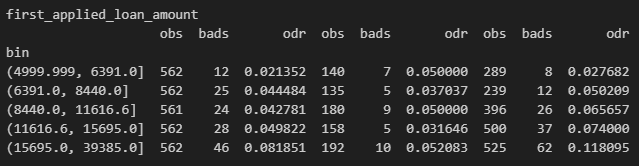 first_applied_loan_amount
obs bads odr obs bads odr obs bads odr
bin
(4999.999, 6391.0] 562 12 0.021352 140 7 0.050000 289 8 0.027682
(6391.0, 8440.0] 562 25 0.044484 135 5 0.037037 239 12 0.050209
(8440.0, 11616.6] 561 24 0.042781 180 9 0.050000 396 26 0.065657
(11616.6, 15695.0] 562 28 0.049822 158 5 0.031646 500 37 0.074000
(15695.0, 39385.0] 562 46 0.081851 192 10 0.052083 525 62 0.118095